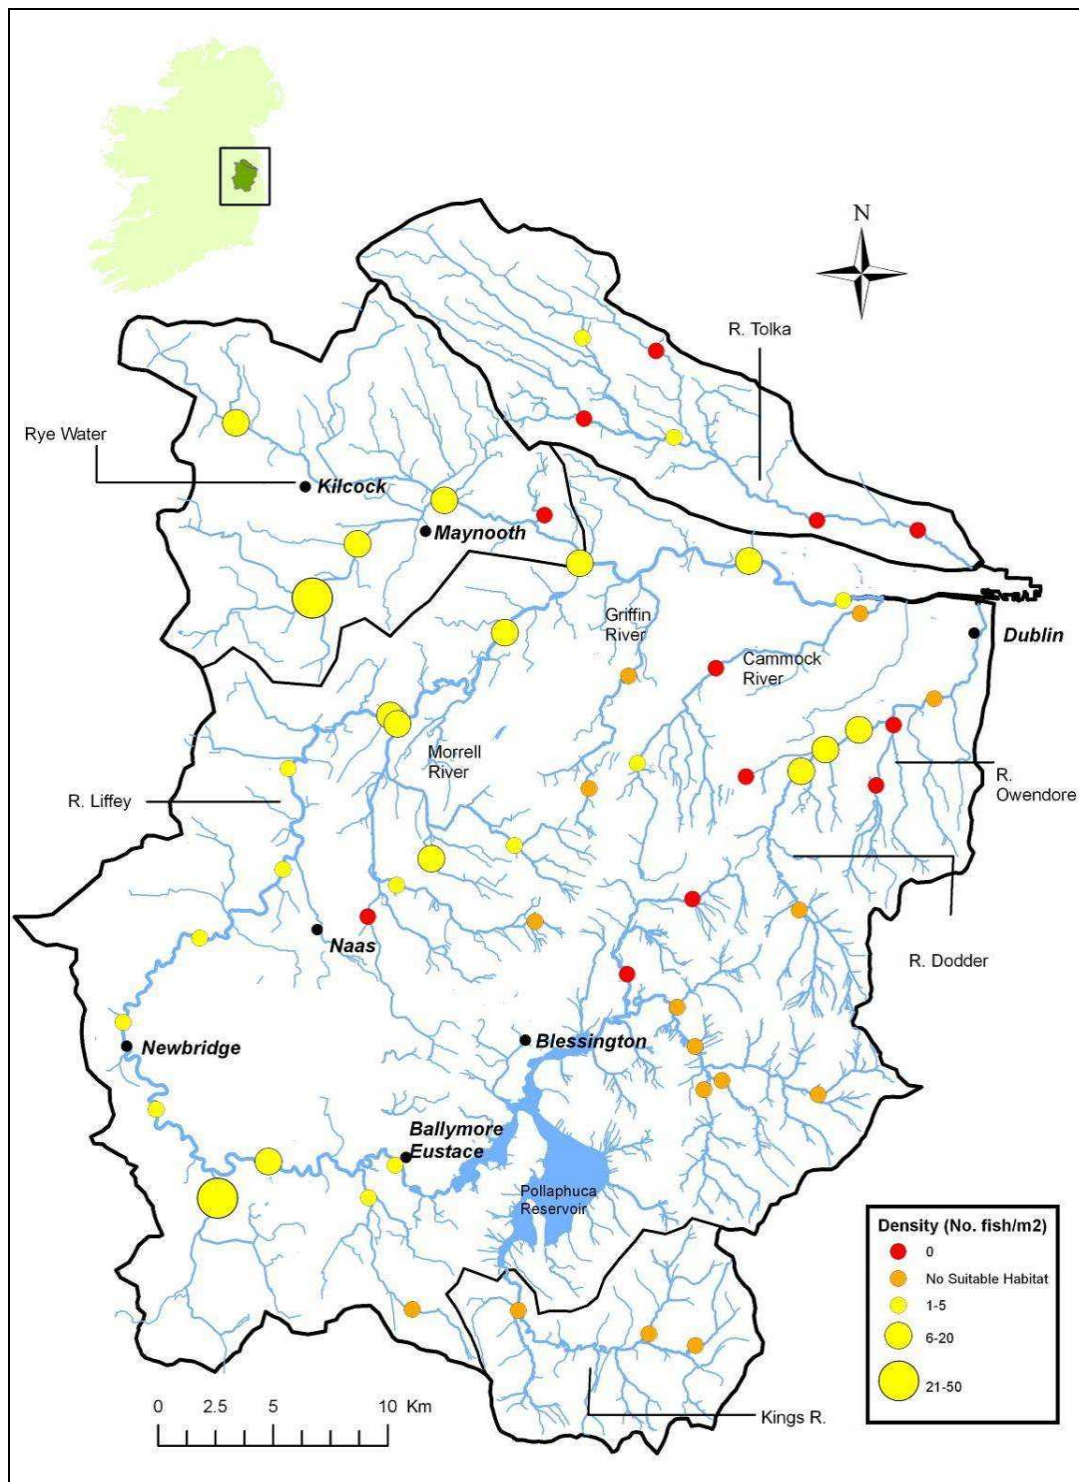 N
R. Tolka
Rye Water
Kilcock
Maynooth
Griffin
River
Cammock
River
Dublin
Morrell
River
R. Liffey
R.
Owendore
Naas
R. Dodder
Newbridge
Blessington
Ballymore
Eustace
Pollaphuca
Reservoir
Density (No. fish/m2)
0
No Suitable Habitat
1-5
6-20
21-50
0 2.5 5 10 Km
Kings R.